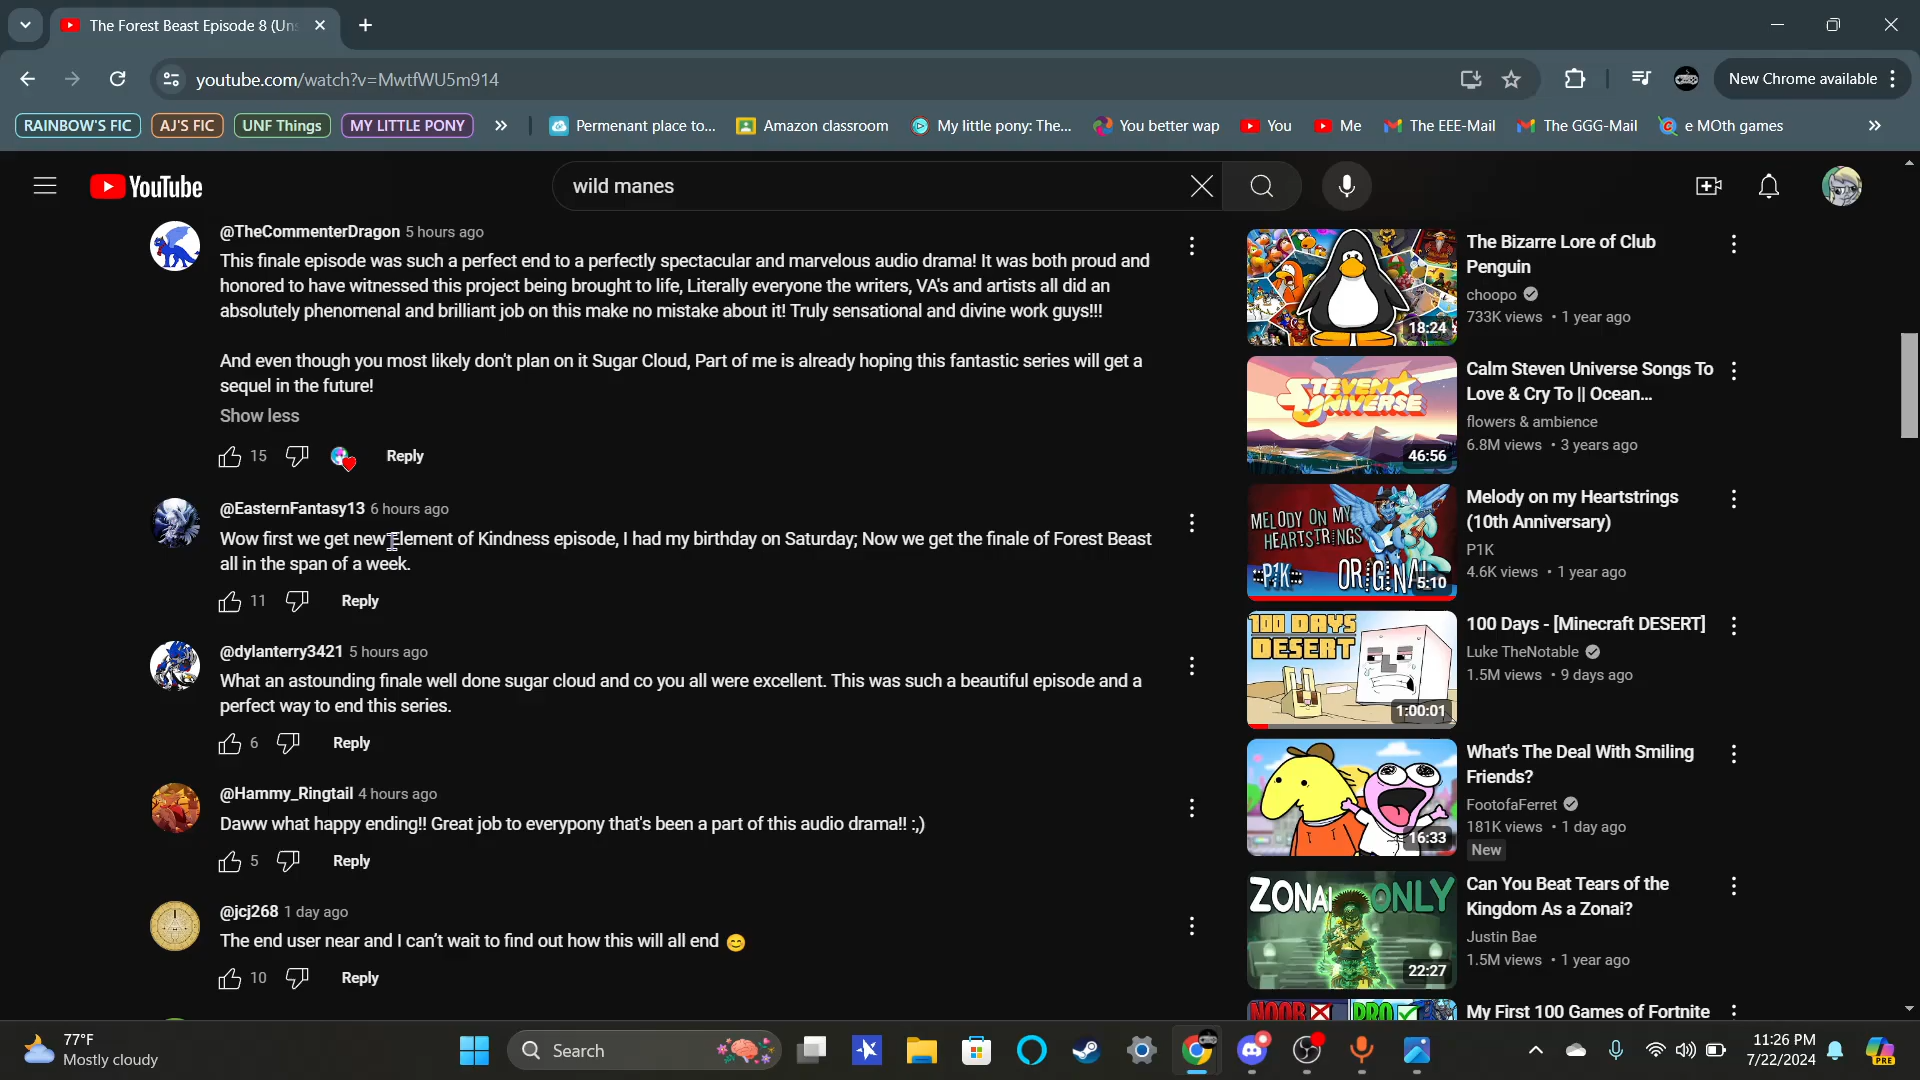 The Forest Beast Episode 8 (Uns
youtube.com/watch?v=MwtfWU5m914
New Chrome available
RAINBOW'S FIC
AJ'S FIC
UNF Things
MY LITTLE PONY
Permenant place to...
Amazon classroom
My little pony: The...
You better wap
You
Me
The EEE-Mail
The GGG-Mail
e MOth games
YouTube
wild manes
@TheCommenterDragon 5 hours ago
This finale episode was such a perfect end to a perfectly spectacular and marvelous audio drama! It was both proud and
honored to have witnessed this project being brought to life, Literally everyone the writers, VA's and artists all did an
absolutely phenomenal and brilliant job on this make no mistake about it! Truly sensational and divine work guys!!!
And even though you most likely don't plan on it Sugar Cloud, Part of me is already hoping this fantastic series will get a
sequel in the future!
Show less
15
Reply
@EasternFantasy13 6 hours ago
Wow first we get new Element of Kindness episode, I had my birthday on Saturday; Now we get the finale of Forest Beast
all in the span of a week.
11
Reply
@dylanterry3421 5 hours ago
What an astounding finale well done sugar cloud and co you all were excellent. This was such a beautiful episode and a
perfect way to end this series.
6
Reply
@Hammy_Ringtail 4 hours ago
Daww what happy ending!! Great job to everypony that's been a part of this audio drama!! :,)
5
Reply
@jcj268 1 day ago
The end user near and I can't wait to find out how this will all end 😊
10
Reply
18:24
The Bizarre Lore of Club
Penguin
choopo
733K views • 1 year ago
STEVEN UNIVERSE
46:56
Calm Steven Universe Songs To
Love & Cry To || Ocean...
flowers & ambience
6.8M views • 3 years ago
MELODY ON MY
HEARTSTRINGS
P1K
5:10
Melody on my Heartstrings
(10th Anniversary)
P1K
4.6K views • 1 year ago
100 DAYS
DESERT
1:00:01
100 Days - [Minecraft DESERT]
Luke TheNotable
1.5M views • 9 days ago
16:33
What's The Deal With Smiling
Friends?
FootofaFerret
181K views • 1 day ago
New
ZONAI ONLY
22:27
Can You Beat Tears of the
Kingdom As a Zonai?
Justin Bae
1.5M views • 1 year ago
NOOB
PRO
My First 100 Games of Fortnite
77°F
Mostly cloudy
Search
11:26 PM
7/22/2024
PRE